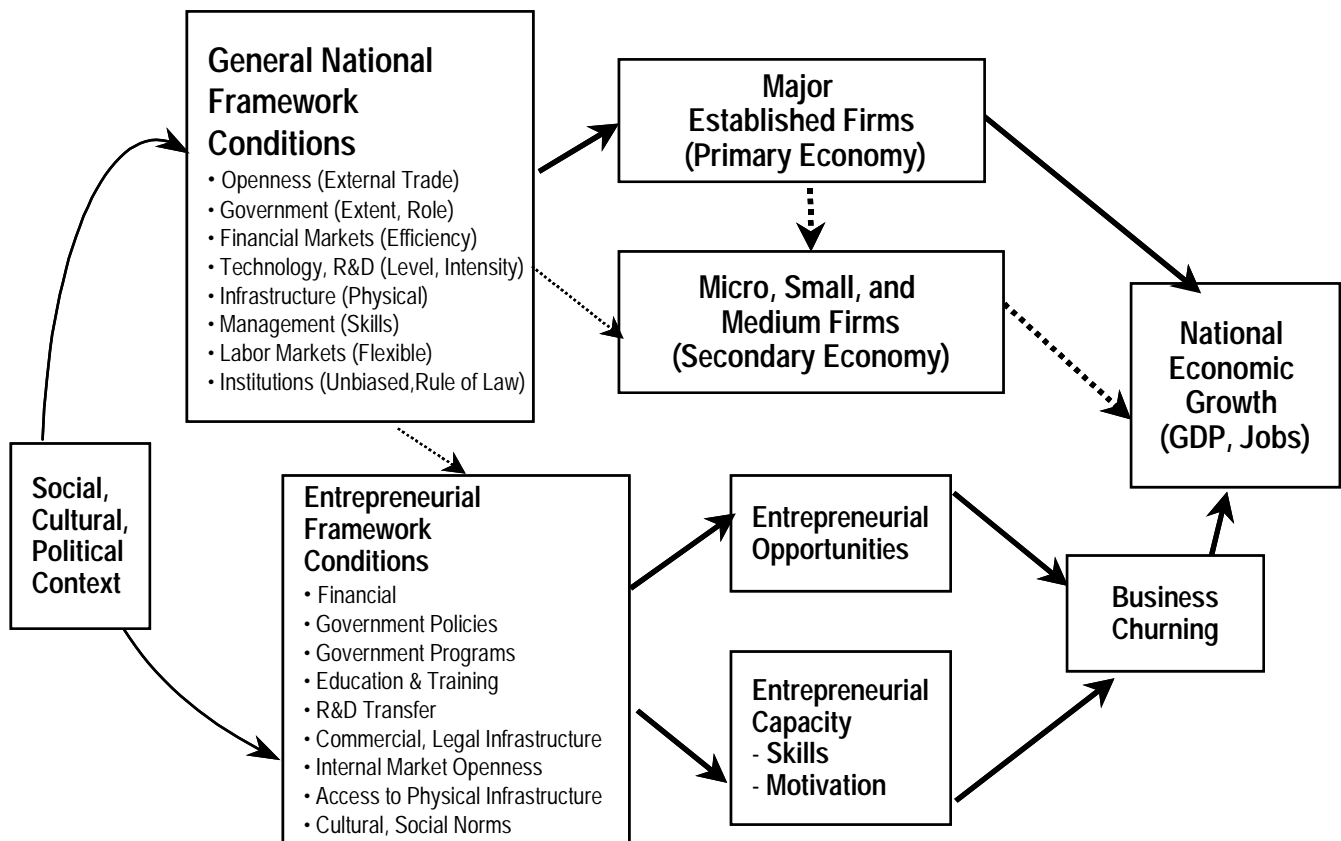 General National
Framework
Conditions
• Openness (External Trade)
• Government (Extent, Role)
• Financial Markets (Efficiency)
• Technology, R&D (Level, Intensity)
• Infrastructure (Physical)
• Management (Skills)
• Labor Markets (Flexible)
• Institutions (Unbiased,Rule of Law)
Major
Established Firms
(Primary Economy)
Micro, Small, and
Medium Firms
(Secondary Economy)
National
Economic
Growth
(GDP, Jobs)
Social,
Cultural,
Political
Context
Entrepreneurial
Framework
Conditions
• Financial
• Government Policies
• Government Programs
• Education & Training
• R&D Transfer
• Commercial, Legal Infrastructure
• Internal Market Openness
• Access to Physical Infrastructure
• Cultural, Social Norms
Entrepreneurial
Opportunities
Entrepreneurial
Capacity
- Skills
- Motivation
Business
Churning